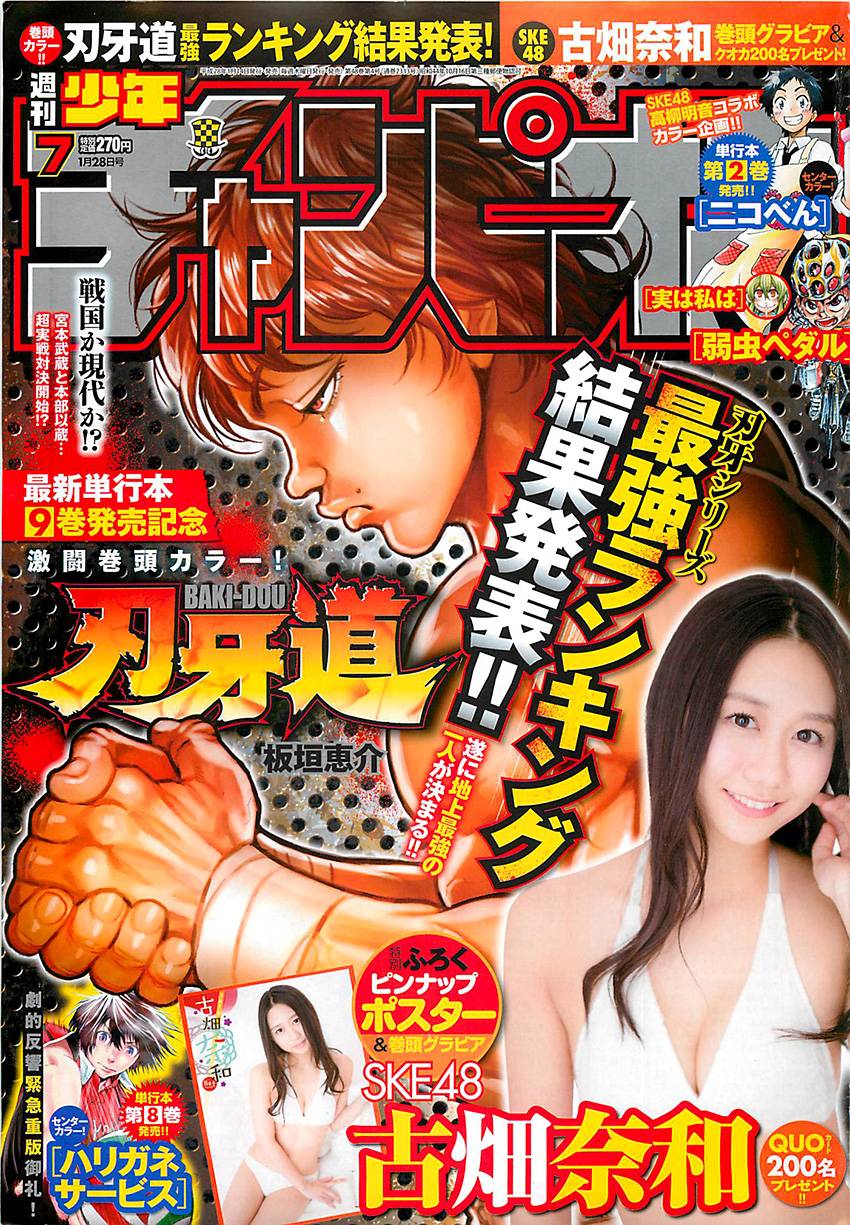 巻頭カラー!!
刃牙道最強ランキング結果発表!
SKE48
古畑奈和
巻頭グラビア&
クオカ200名プレゼント!
週刊
少年
チャンピオ
7
特別定価270円
1月28日号
SKE48
高柳明音コラボ
カラー企画!!
単行本
第2巻
発売!!
センターカラー!
[ニコべん]
[実は私は]
[弱虫ペダル]
戦国か現代か!?
宮本武蔵と本部以蔵…
超実戦対決開始!?
刃牙シリーズ
最強ランキング
結果発表!!
遂に地上最強の
一人が決まる!!
最新単行本
9巻発売記念
激闘巻頭カラー!
BAKI-DOU
刃牙道
板垣恵介
劇的反響緊急重版御礼!
センターカラー!
単行本
第8巻
発売!!
[ハリガネ
サービス]
古畑奈和
特別ふろく
ピンナップ
ポスター
&巻頭グラビア
SKE48
古畑奈和
QUOカード
200名
プレゼント!!